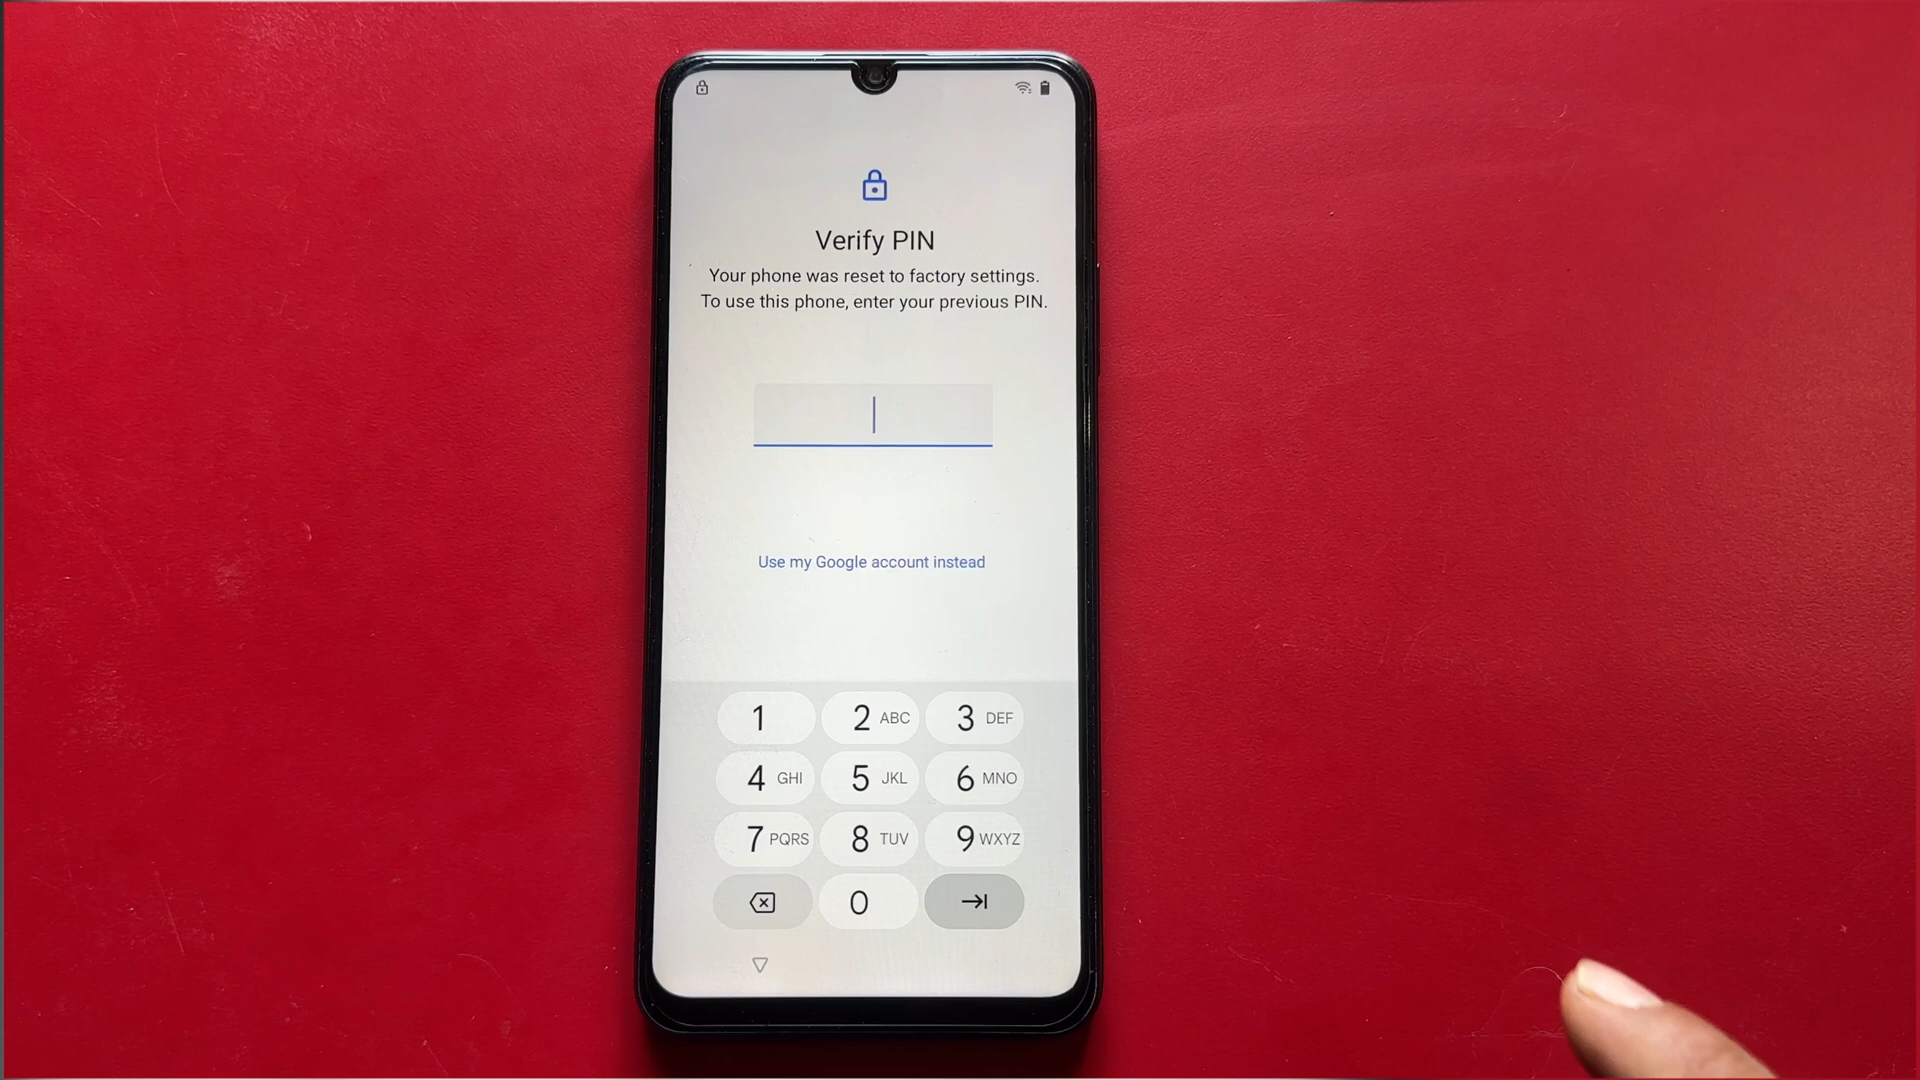 Verify PIN
Your phone was reset to factory settings.
To use this phone, enter your previous PIN.
Use my Google account instead
1 2 ABC 3 DEF
4 GHI 5 JKL 6 MNO
7 PQRS 8 TUV 9 WXYZ
0